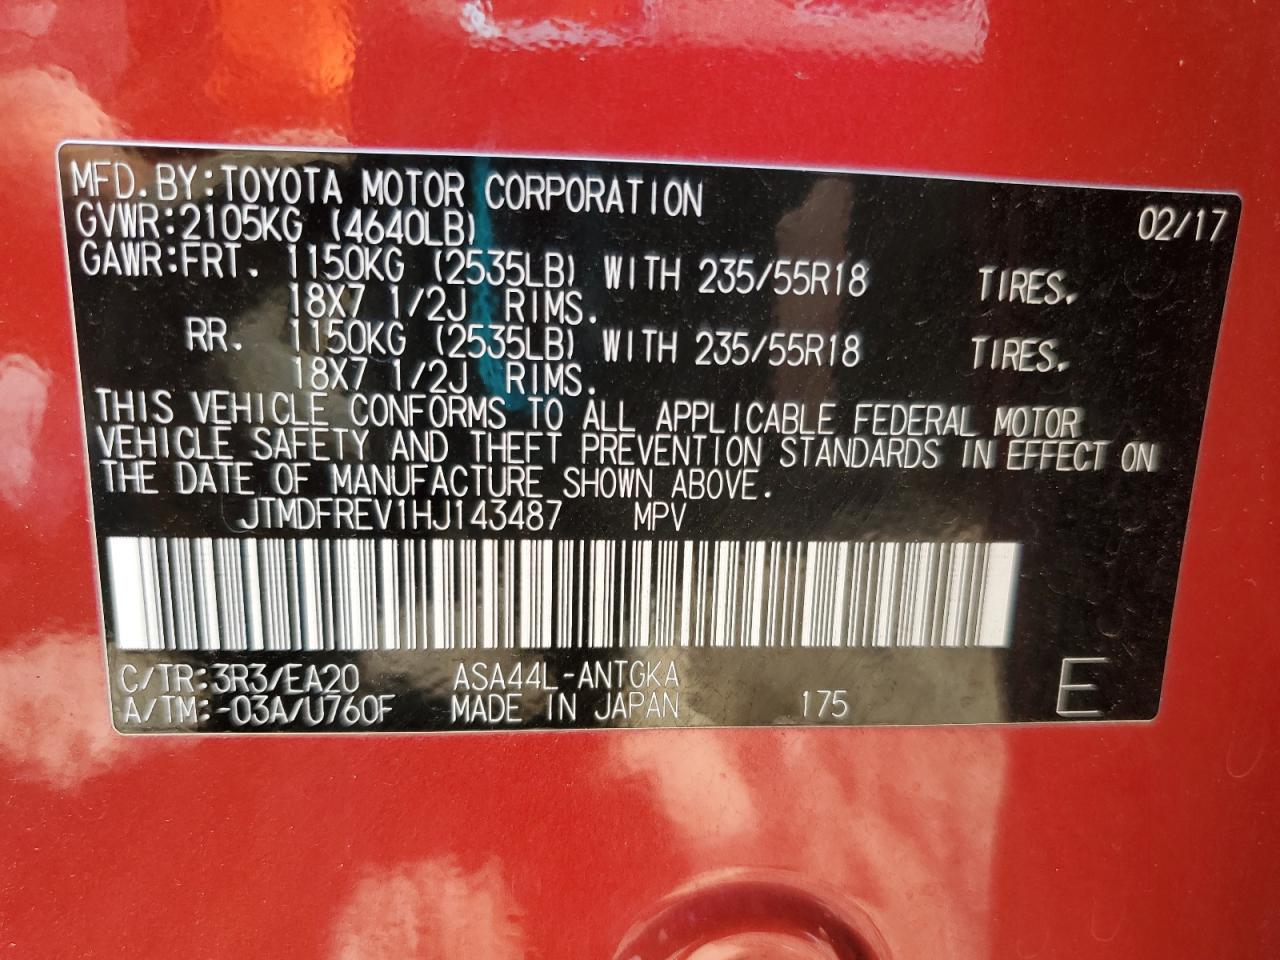 MFD.BY:TOYOTA MOTOR CORPORATION 02/17
GVWR:2105KG (4640LB)
GAWR:FRT. 1150KG (2535LB) WITH 235/55R18 TIRES.
18X7 1/2J RIMS.
RR. 1150KG (2535LB) WITH 235/55R18 TIRES.
18X7 1/2J RIMS.
THIS VEHICLE CONFORMS TO ALL APPLICABLE FEDERAL MOTOR
VEHICLE SAFETY AND THEFT PREVENTION STANDARDS IN EFFECT ON
THE DATE OF MANUFACTURE SHOWN ABOVE.
JTMDFREV1HJ143487 MPV
C/TR:3R3/EA20 ASA44L-ANTGKA
A/TM:-03A/U760F MADE IN JAPAN 175 E